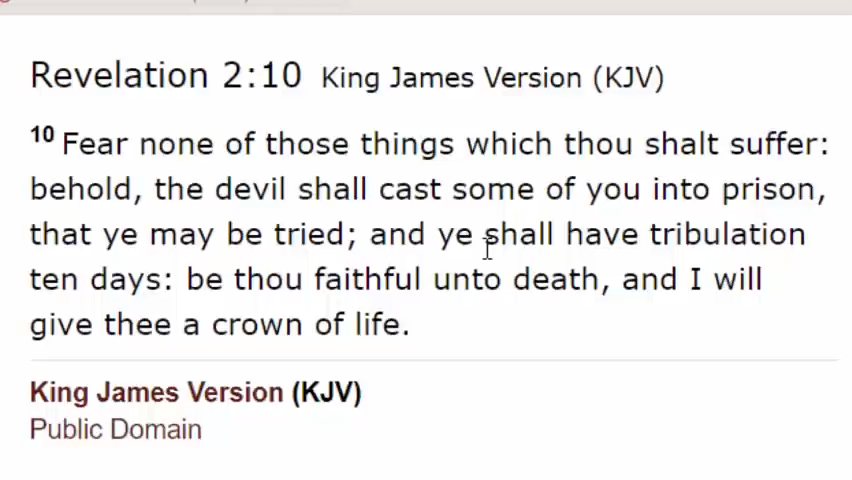 Revelation 2:10 King James Version (KJV)
10 Fear none of those things which thou shalt suffer:
behold, the devil shall cast some of you into prison,
that ye may be tried; and ye shall have tribulation
ten days: be thou faithful unto death, and I will
give thee a crown of life.
King James Version (KJV)
Public Domain